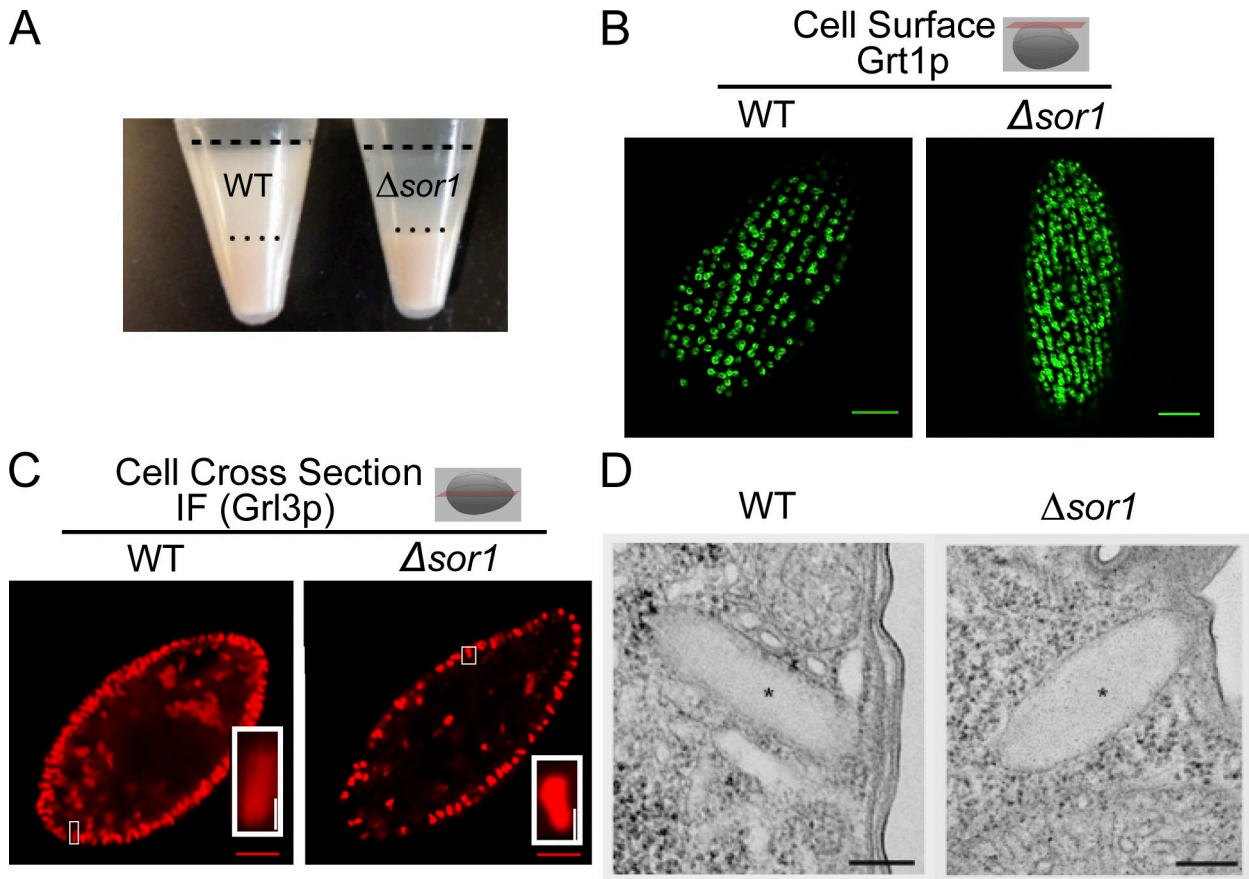 A
WT
Δsor1
B
Cell Surface
Grt1p
WT
Δsor1
C
Cell Cross Section
IF (Grl3p)
WT
Δsor1
D
WT
Δsor1
*
*